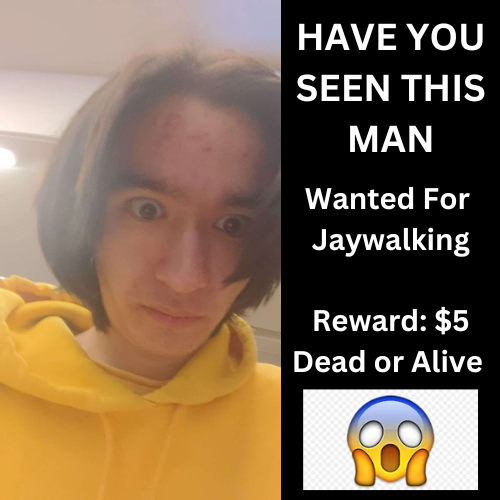 HAVE YOU
SEEN THIS
MAN
Wanted For
Jaywalking
Reward: $5
Dead or Alive